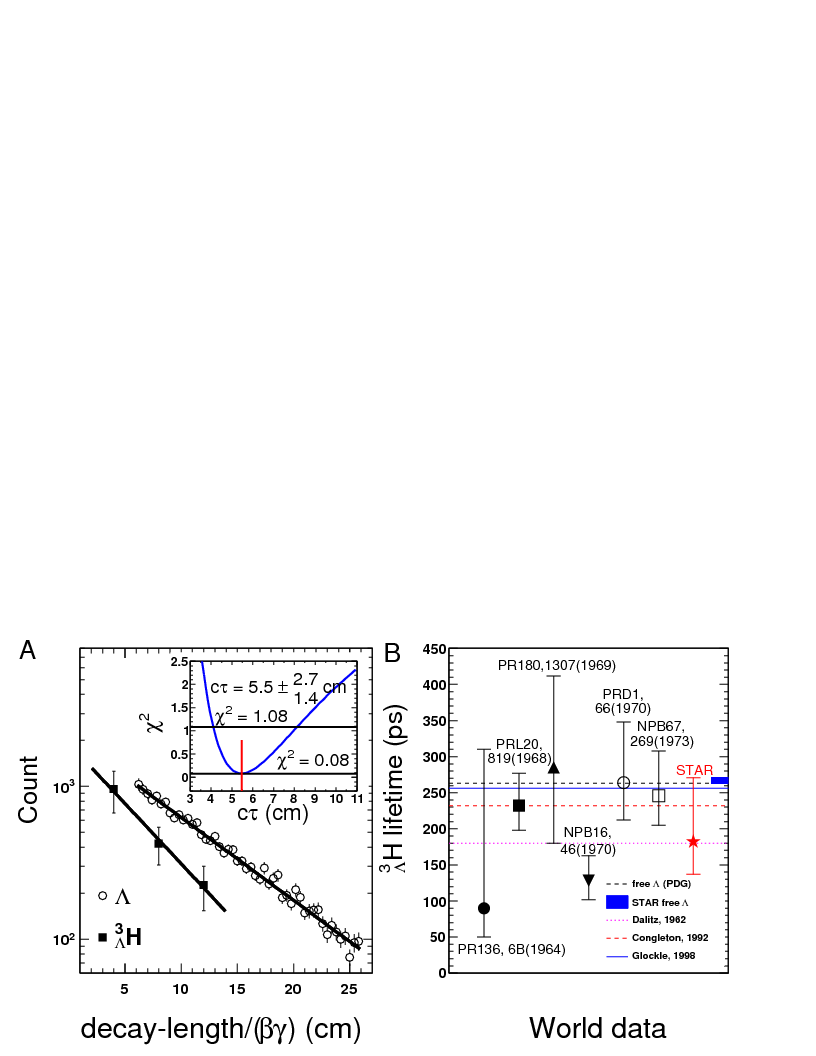 A
Count
10³
10²
5
10
15
20
25
decay-length/(βγ) (cm)
Λ
³ΛH
χ²
2.5
2
1.5
1
0.5
0
3
4
5
6
7
8
9
10
11
cτ (cm)
cτ = 5.5 ± 2.7 1.4 cm
χ² = 1.08
χ² = 0.08
B
³ΛH lifetime (ps)
450
400
350
300
250
200
150
100
50
0
PR180,1307(1969)
PRD1,
66(1970)
NPB67,
269(1973)
PRL20,
819(1968)
STAR
NPB16,
46(1970)
PR136, 6B(1964)
free Λ (PDG)
STAR free Λ
Dalitz, 1962
Congleton, 1992
Glockle, 1998
World data